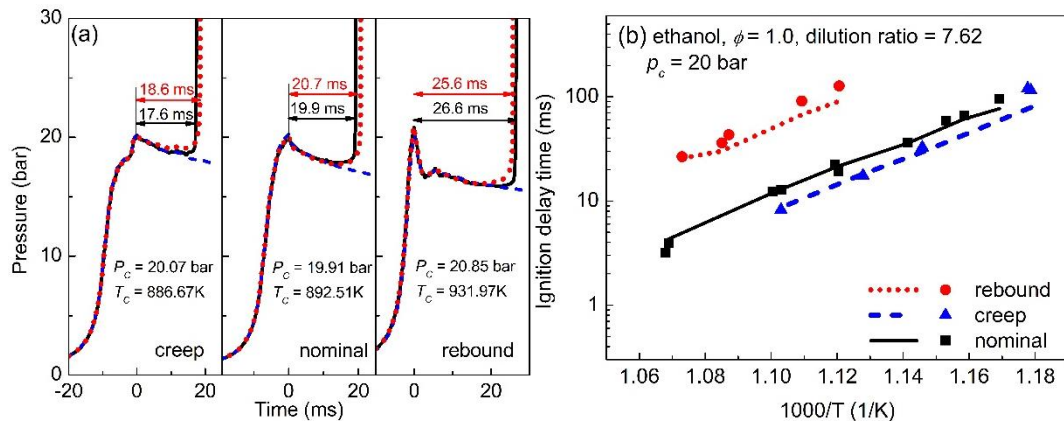 (a)
30
20
10
0
Pressure (bar)
18.6 ms
17.6 ms
P_c = 20.07 bar
T_c = 886.67K
creep
20.7 ms
19.9 ms
P_c = 19.91 bar
T_c = 892.51K
nominal
25.6 ms
26.6 ms
P_c = 20.85 bar
T_c = 931.97K
rebound
-20 0 20 0 20 0 20
Time (ms)
(b) ethanol, ϕ = 1.0, dilution ratio = 7.62
p_c = 20 bar
100
10
1
Ignition delay time (ms)
rebound
creep
nominal
1.06 1.08 1.10 1.12 1.14 1.16 1.18
1000/T (1/K)